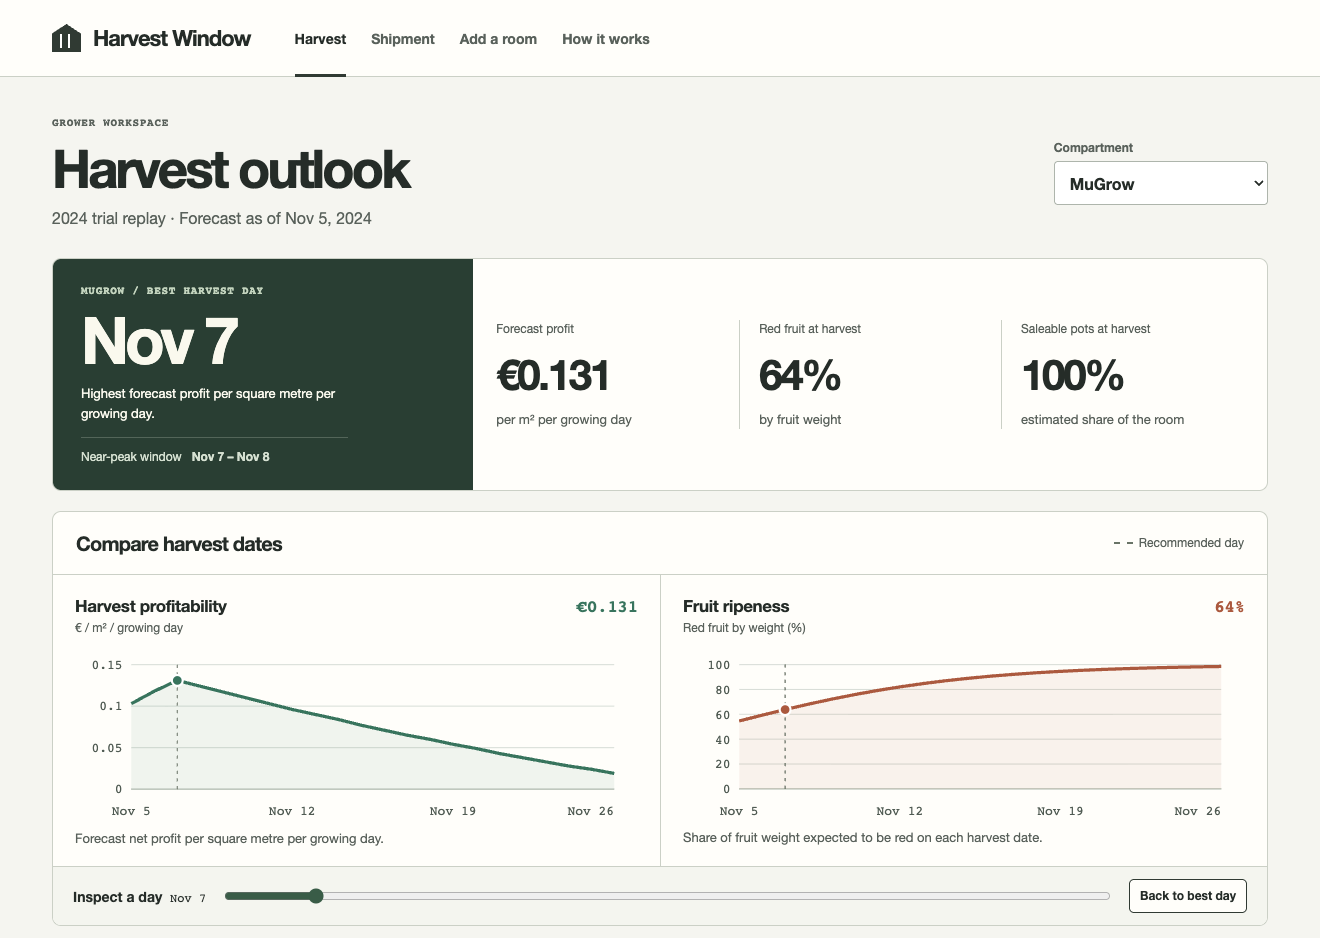 Harvest Window
Harvest
Shipment
Add a room
How it works
GROWER WORKSPACE
Harvest outlook
2024 trial replay · Forecast as of Nov 5, 2024
Compartment
MuGrow
MUGROW / BEST HARVEST DAY
Nov 7
Highest forecast profit per square metre per
growing day.
Near-peak window Nov 7 – Nov 8
Forecast profit
€0.131
per m² per growing day
Red fruit at harvest
64%
by fruit weight
Saleable pots at harvest
100%
estimated share of the room
Compare harvest dates
Recommended day
Harvest profitability
€0.131
€ / m² / growing day
0.15
0.1
0.05
0
Nov 5
Nov 12
Nov 19
Nov 26
Forecast net profit per square metre per growing day.
Fruit ripeness
64%
Red fruit by weight (%)
100
80
60
40
20
0
Nov 5
Nov 12
Nov 19
Nov 26
Share of fruit weight expected to be red on each harvest date.
Inspect a day Nov 7
Back to best day